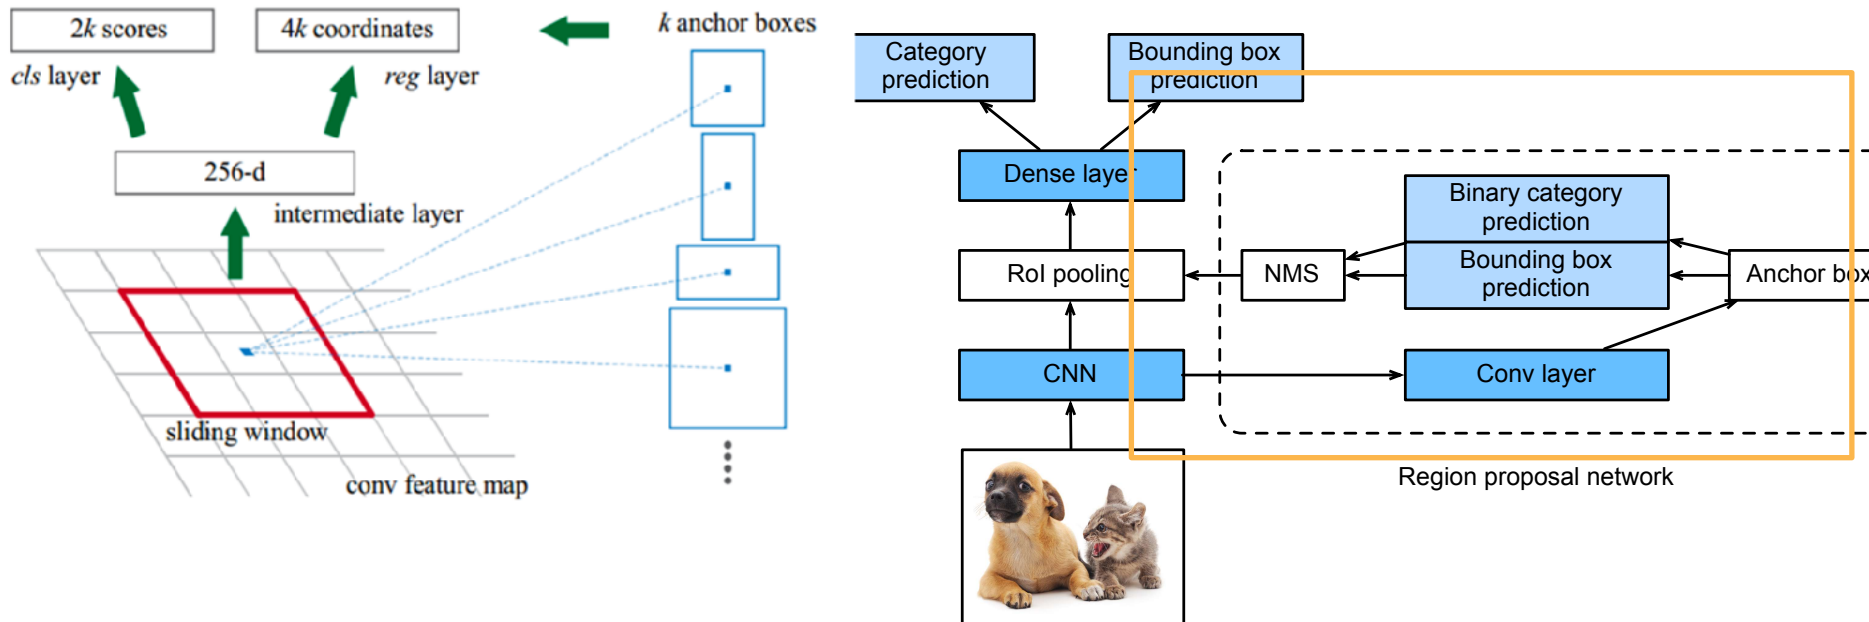 2k scores
4k coordinates
k anchor boxes
cls layer
reg layer
256-d
intermediate layer
sliding window
conv feature map
Category
prediction
Bounding box
prediction
Dense layer
Binary category
prediction
RoI pooling
NMS
Bounding box
prediction
Anchor box
CNN
Conv layer
Region proposal network